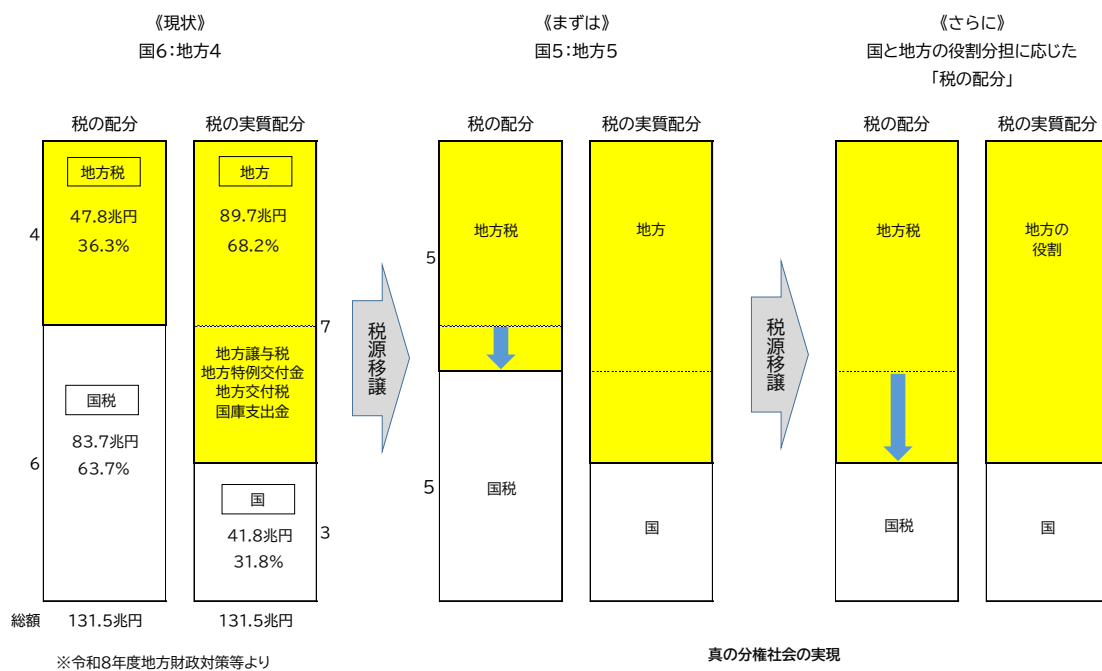 《現状》
国6:地方4
税の配分
税の実質配分
地方税
47.8兆円
36.3%
4
国税
83.7兆円
63.7%
6
地方
89.7兆円
68.2%
7
地方譲与税
地方特例交付金
地方交付税
国庫支出金
国
41.8兆円
31.8%
3
総額
131.5兆円
131.5兆円
※令和8年度地方財政対策等より
税源移譲
《まずは》
国5:地方5
税の配分
税の実質配分
地方税
5
国税
5
地方
国
税源移譲
《さらに》
国と地方の役割分担に応じた
「税の配分」
税の配分
税の実質配分
地方税
国税
地方の
役割
国
真の分権社会の実現